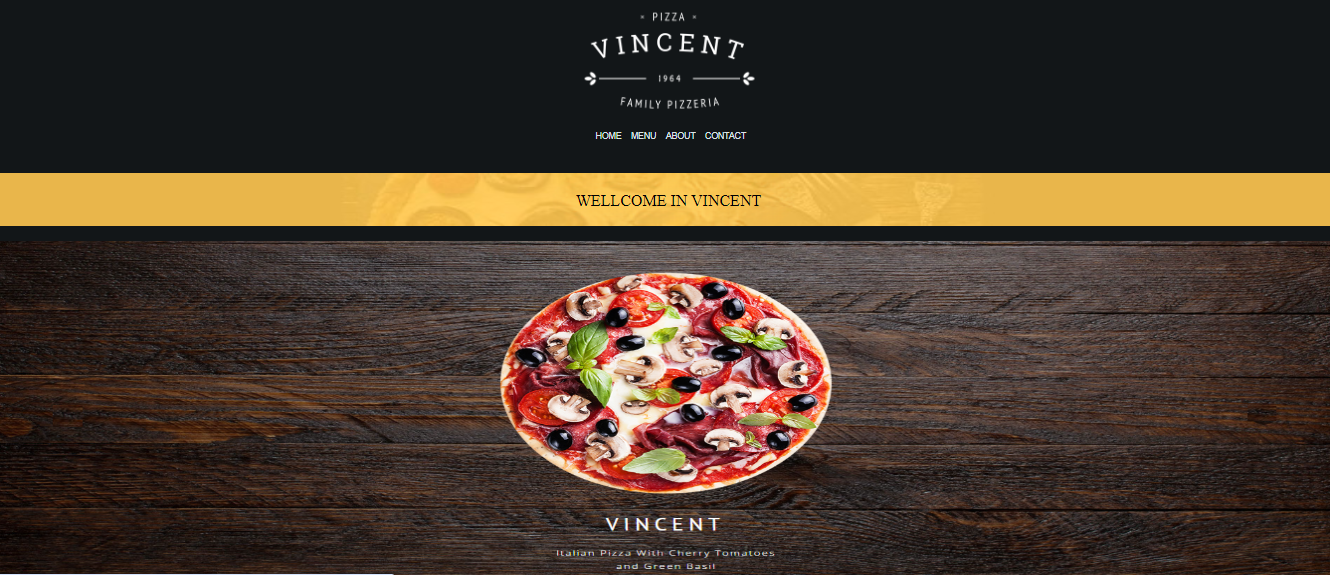 PIZZA
VINCENT
1964
FAMILY PIZZERIA
HOME MENU ABOUT CONTACT
WELLCOME IN VINCENT
VINCENT
Italian Pizza With Cherry Tomatoes
and Green Basil